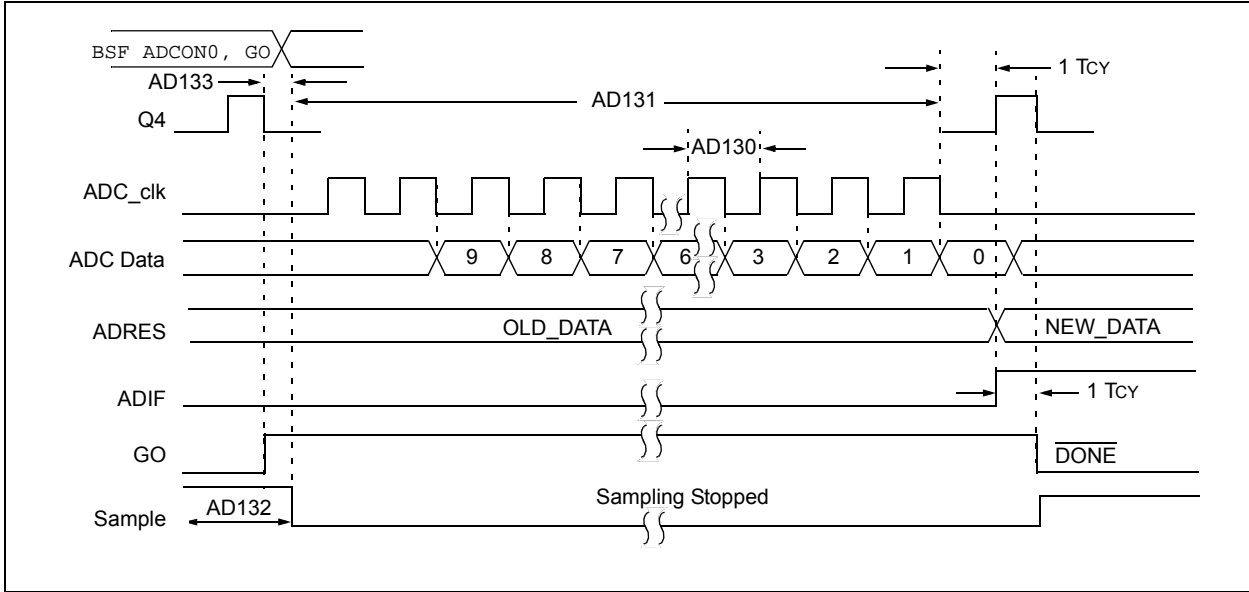 BSF ADCON0, GO
AD133
1 TCY
AD131
Q4
AD130
ADC_clk
ADC Data
9 8 7 6 3 2 1 0
ADRES
OLD_DATA
NEW_DATA
ADIF
1 TCY
GO
DONE
Sample
AD132
Sampling Stopped